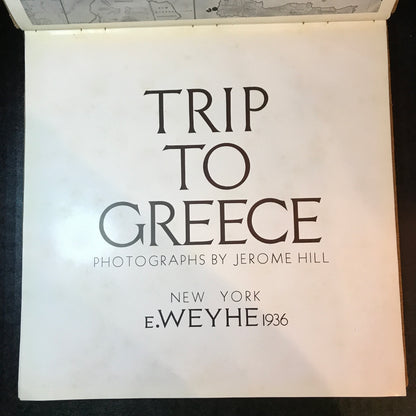 TRIP
TO
GREECE
PHOTOGRAPHS BY JEROME HILL
NEW YORK
E. WEYHE 1936